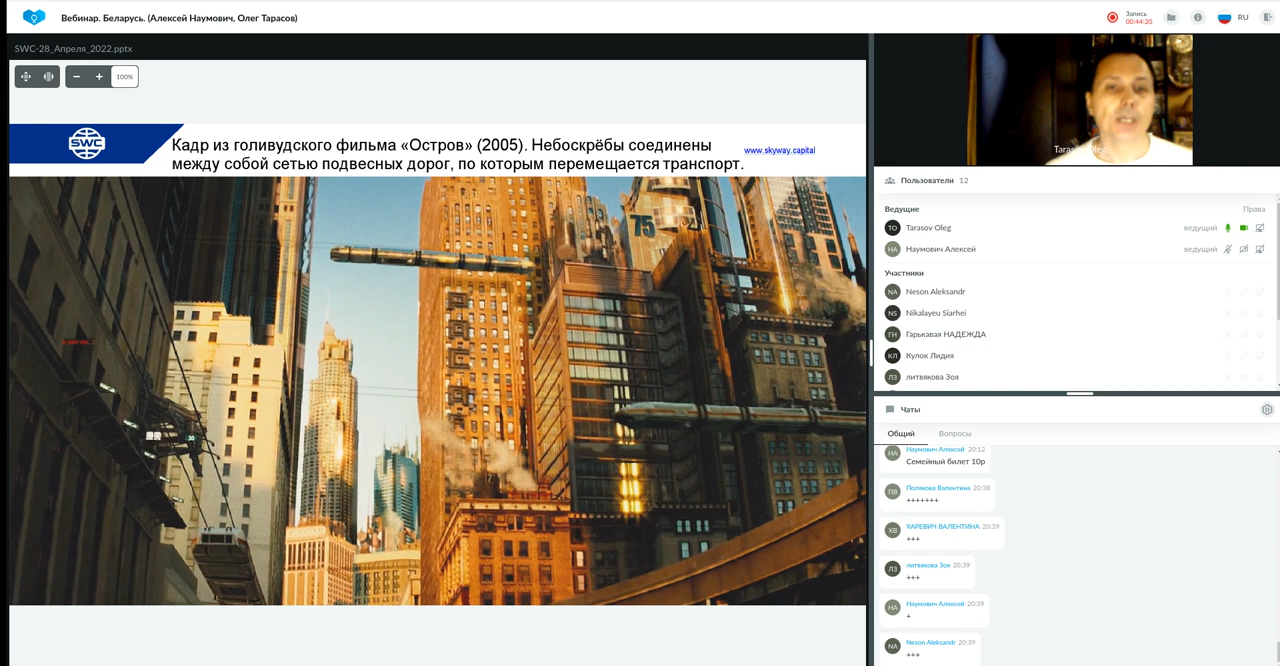 Вебинар. Беларусь. (Алексей Наумович, Олег Тарасов)
Запись
00:44:20
RU
SWC-28_Апреля_2022.pptx
100%
SWC
Кадр из голивудского фильма «Остров» (2005). Небоскрёбы соединены
между собой сетью подвесных дорог, по которым перемещается транспорт.
www.skyway.capital
75
Tarasov Oleg
Пользователи 12
Ведущие Права
TO Tarasov Oleg ведущий
НА Наумович Алексей ведущий
Участники
NA Neson Aleksandr
NS Nikalayeu Siarhei
ГН Гарькавая НАДЕЖДА
КЛ Кулок Лидия
ЛЗ литвякова Зоя
Чаты
Общий Вопросы
НА Наумович Алексей 20:12
Семейный билет 10р
ПВ Полякова Валентина 20:38
+++++++
ХВ ХАРЕВИЧ ВАЛЕНТИНА 20:39
+++
ЛЗ литвякова Зоя 20:39
+++
НА Наумович Алексей 20:39
+
NA Neson Aleksandr 20:39
+++